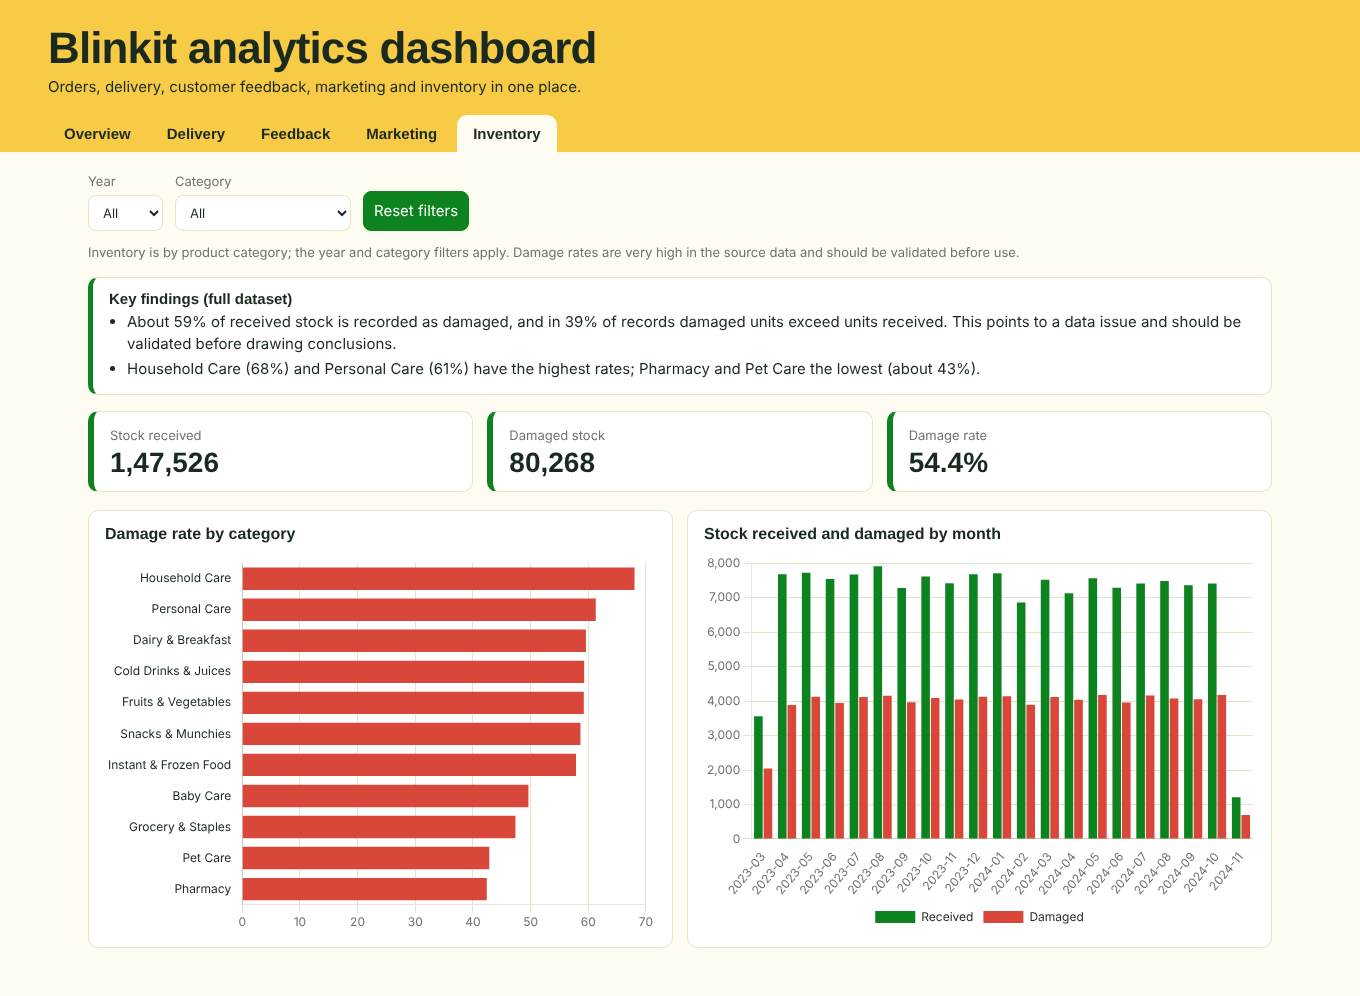 Blinkit analytics dashboard
Orders, delivery, customer feedback, marketing and inventory in one place.
Overview Delivery Feedback Marketing Inventory
Year Category
All All Reset filters
Inventory is by product category; the year and category filters apply. Damage rates are very high in the source data and should be validated before use.
Key findings (full dataset)
• About 59% of received stock is recorded as damaged, and in 39% of records damaged units exceed units received. This points to a data issue and should be
validated before drawing conclusions.
• Household Care (68%) and Personal Care (61%) have the highest rates; Pharmacy and Pet Care the lowest (about 43%).
Stock received
1,47,526
Damaged stock
80,268
Damage rate
54.4%
Damage rate by category
Household Care
Personal Care
Dairy & Breakfast
Cold Drinks & Juices
Fruits & Vegetables
Snacks & Munchies
Instant & Frozen Food
Baby Care
Grocery & Staples
Pet Care
Pharmacy
0 10 20 30 40 50 60 70
Stock received and damaged by month
8,000
7,000
6,000
5,000
4,000
3,000
2,000
1,000
0
2023-03 2023-04 2023-05 2023-06 2023-07 2023-08 2023-09 2023-10 2023-11 2023-12 2024-01 2024-02 2024-03 2024-04 2024-05 2024-06 2024-07 2024-08 2024-09 2024-10 2024-11
Received Damaged